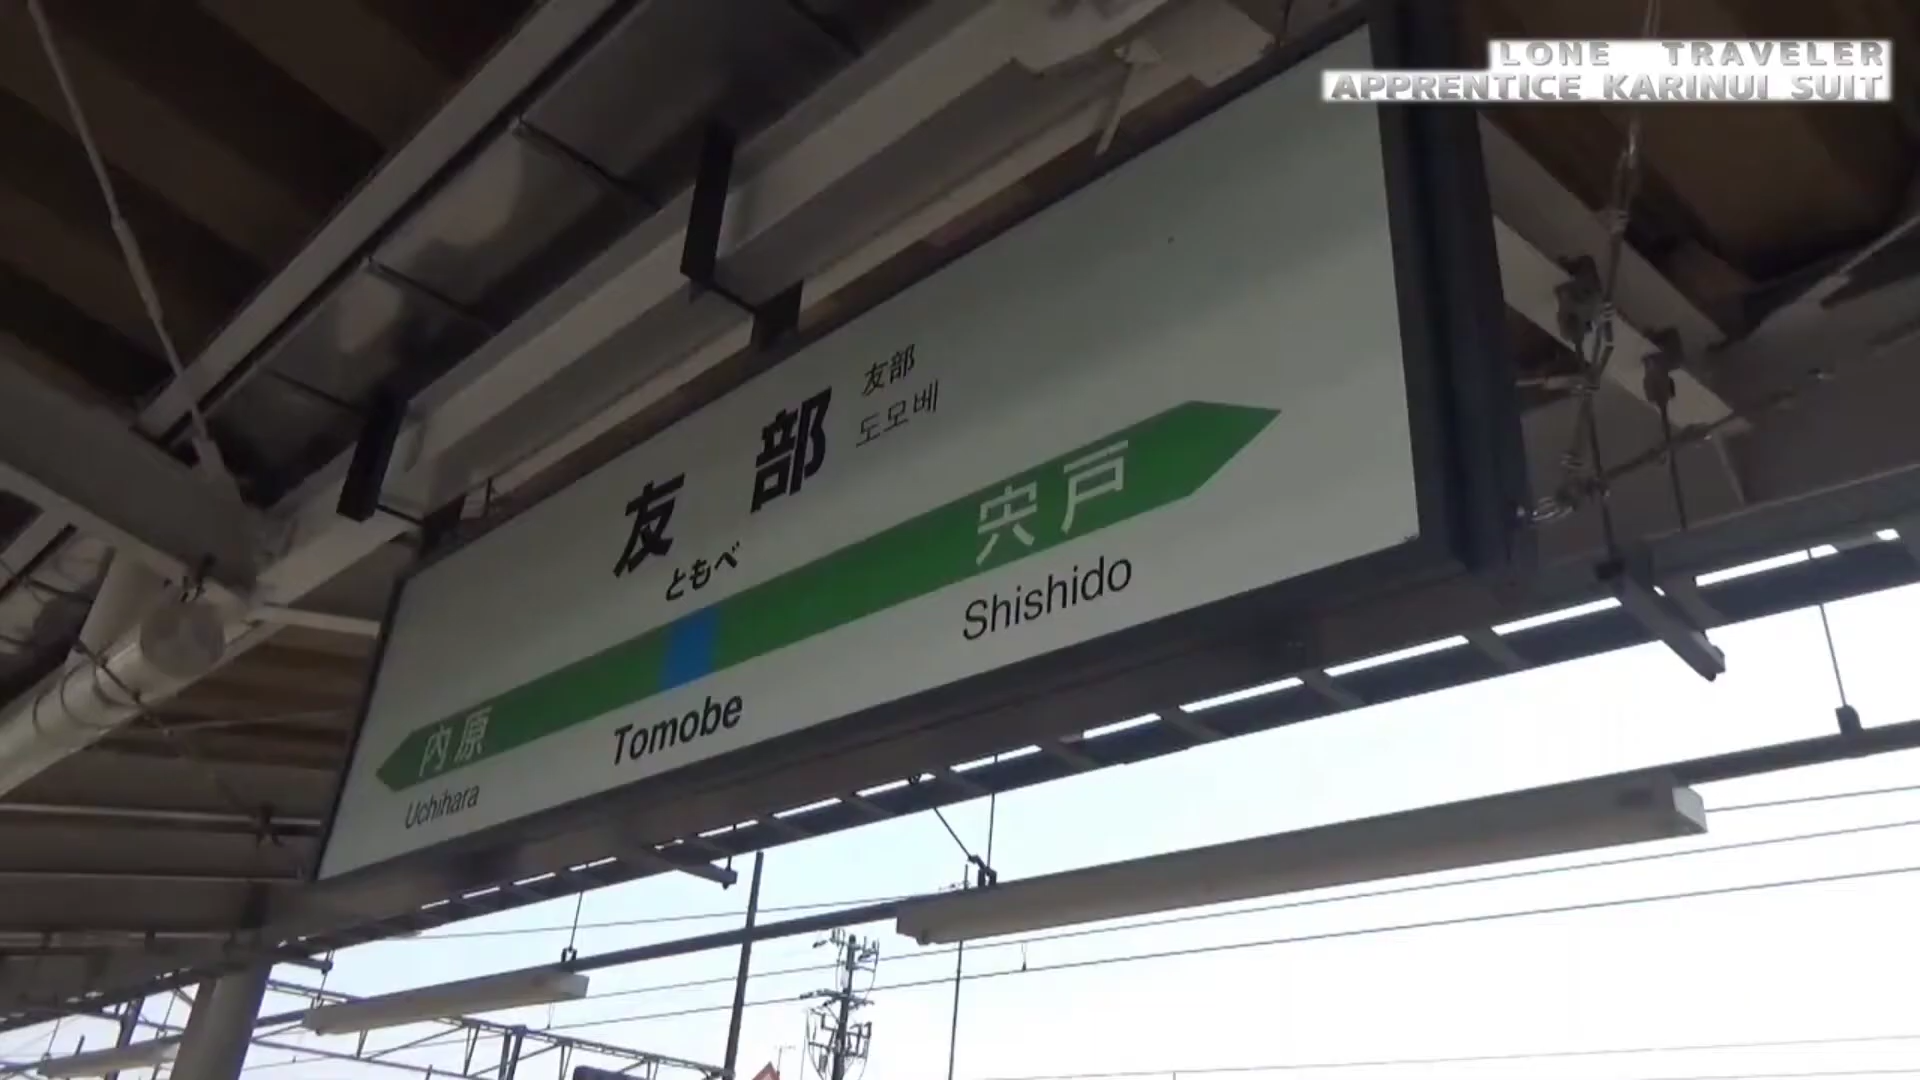 LONE TRAVELER
APPRENTICE KARINUI SUIT
友部
友部
도모베
ともべ
宍戸
Shishido
内原
Tomobe
Uchihara